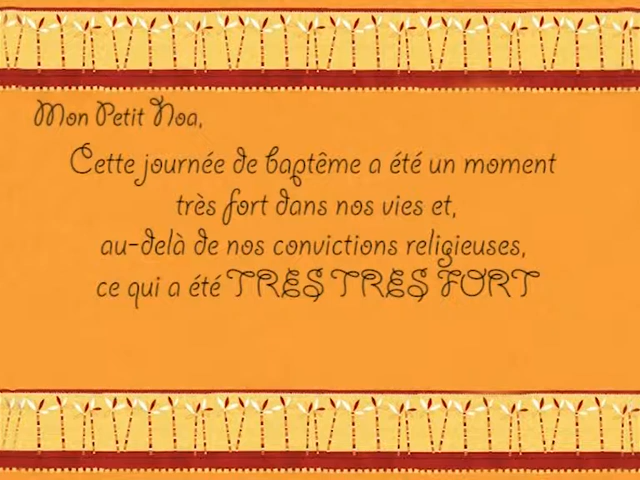 Mon Petit Noa,
Cette journée de baptême a été un moment
très fort dans nos vies et,
au-delà de nos convictions religieuses,
ce qui a été TRES TRES FORT